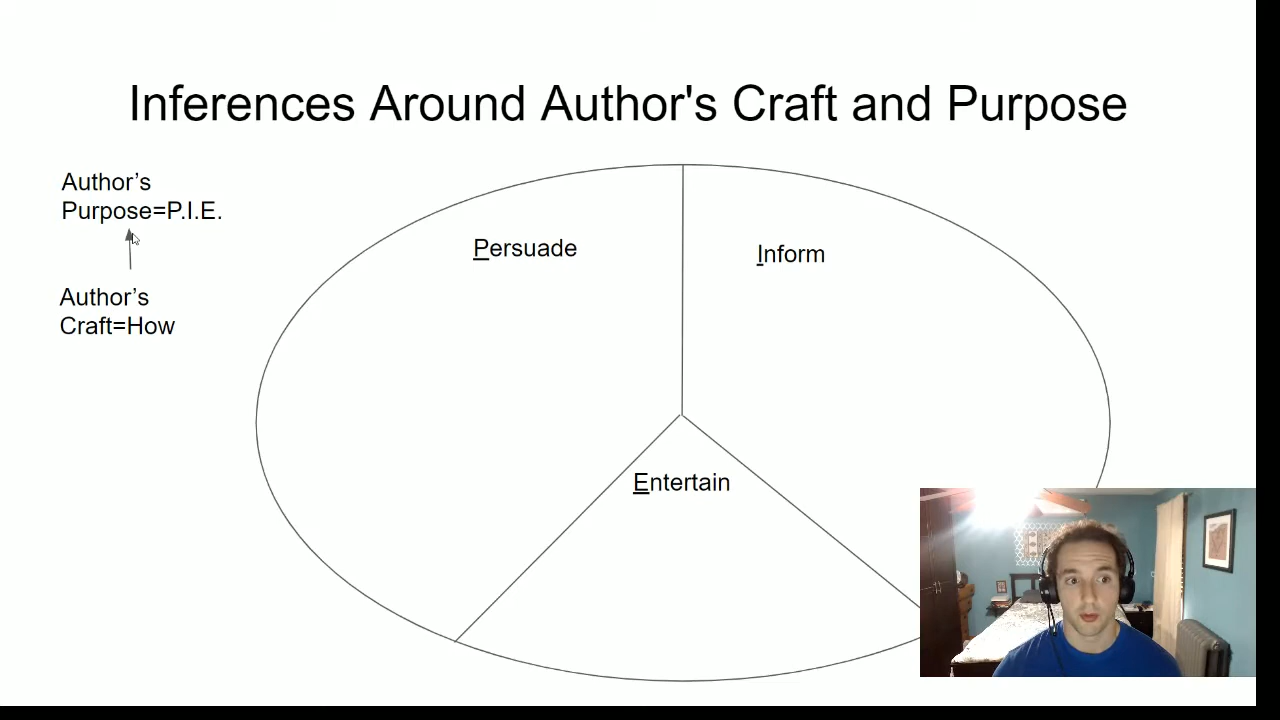 Inferences Around Author's Craft and Purpose
Author’s
Purpose=P.I.E.
Author’s
Craft=How
Persuade
Inform
Entertain